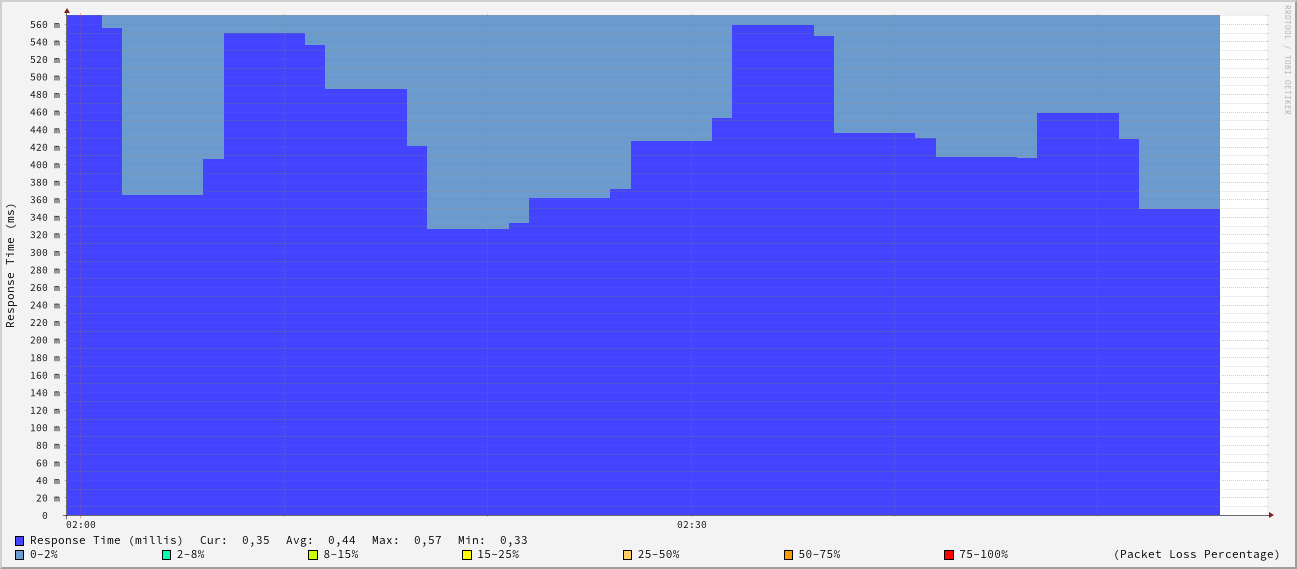 RRDTOOL / TOBI OETIKER
Response Time (ms)
560 m
540 m
520 m
500 m
480 m
460 m
440 m
420 m
400 m
380 m
360 m
340 m
320 m
300 m
280 m
260 m
240 m
220 m
200 m
180 m
160 m
140 m
120 m
100 m
80 m
60 m
40 m
20 m
0
02:00 02:30
Response Time (millis) Cur: 0,35 Avg: 0,44 Max: 0,57 Min: 0,33
0-2% 2-8% 8-15% 15-25% 25-50% 50-75% 75-100% (Packet Loss Percentage)